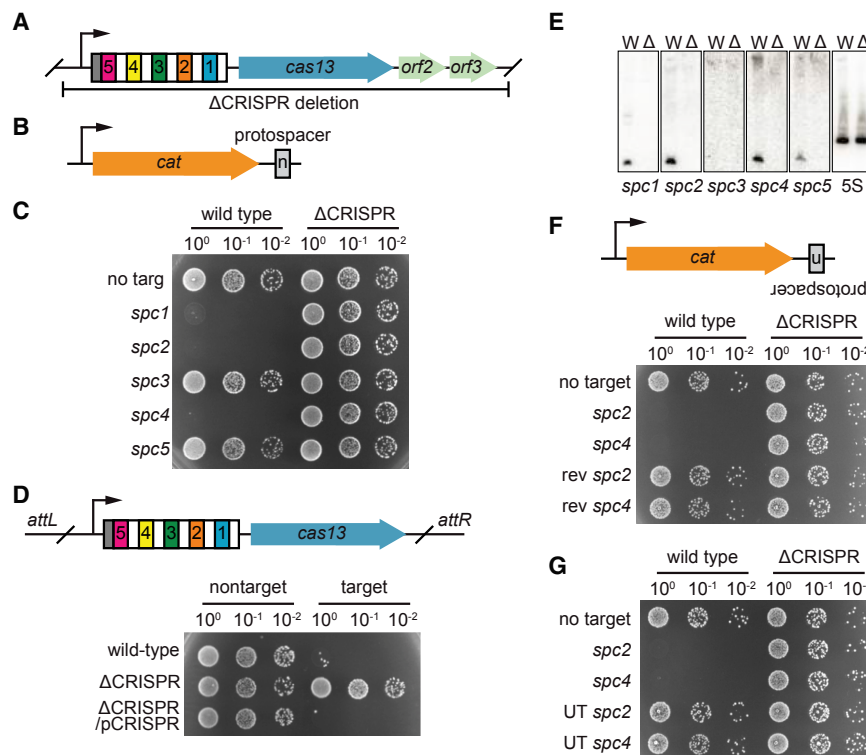 A
5 4 3 2 1 cas13 orf2 orf3
ΔCRISPR deletion
B
protospacer
cat n
C
wild type ΔCRISPR
10⁰ 10⁻¹ 10⁻² 10⁰ 10⁻¹ 10⁻²
no targ
spc1
spc2
spc3
spc4
spc5
D
attL 5 4 3 2 1 cas13 attR
nontarget target
10⁰ 10⁻¹ 10⁻² 10⁰ 10⁻¹ 10⁻²
wild-type
ΔCRISPR
ΔCRISPR
/pCRISPR
E
W Δ W Δ W Δ W Δ W Δ W Δ
spc1 spc2 spc3 spc4 spc5 5S
F
cat n
protospacer
wild type ΔCRISPR
10⁰ 10⁻¹ 10⁻² 10⁰ 10⁻¹
no target
spc2
spc4
rev spc2
rev spc4
G
wild type ΔCRISPR
10⁰ 10⁻¹ 10⁻² 10⁰ 10⁻¹
no target
spc2
spc4
UT spc2
UT spc4